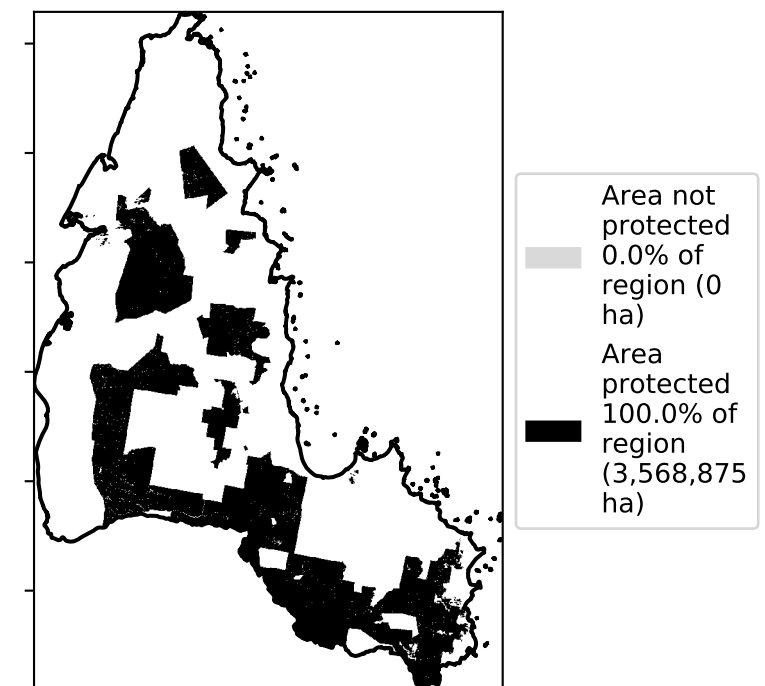 Area not
protected
0.0% of
region (0
ha)
Area
protected
100.0% of
region
(3,568,875
ha)